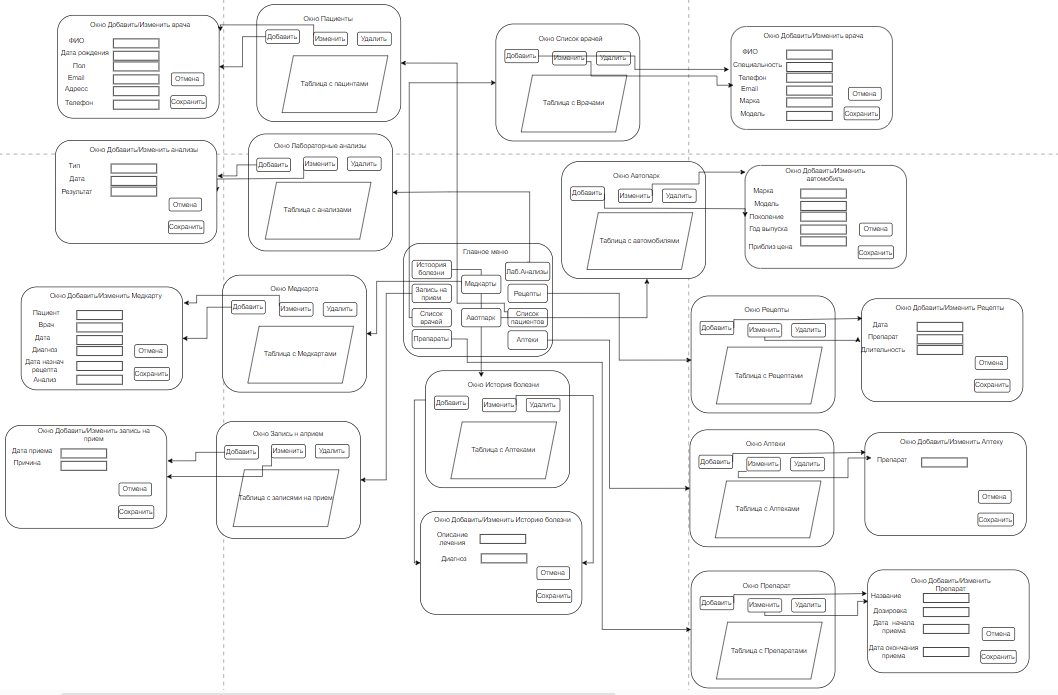 Окно Добавить/Изменить врача
ФИО
Дата рождения
Пол
Email
Адресс
Телефон
Отмена
Сохранить
Окно Пациенты
Добавить
Изменить
Удалить
Таблица с пацинтами
Окно Список врачей
Добавить
Изменить
Удалить
Таблица с Врачами
Окно Добавить/Изменить врача
ФИО
Специальность
Телефон
Email
Марка
Модель
Отмена
Сохранить
Окно Добавить/Изменить анализы
Тип
Дата
Результат
Отмена
Сохранить
Окно Лабораторные анализы
Добавить
Изменить
Удалить
Таблица с анализами
Окно Автопарк
Добавить
Изменить
Удалить
Таблица с автомобилями
Окно Добавить/Изменить
автомобиль
Марка
Модель
Поколение
Год выпуска
Приблиз цена
Отмена
Сохранить
Главное меню
Истоория
болезни
Запись на
прием
Список
врачей
Препараты
Медкарты
Авотпарк
Лаб.Анализы
Рецепты
Список
пациентов
Аптеки
Окно Добавить/Изменить Медкарту
Пациент
Врач
Дата
Диагноз
Дата назнач
рецепта
Анализ
Отмена
Сохранить
Окно Медкарта
Добавить
Изменить
Удалить
Таблица с Медкартами
Окно Рецепты
Добавить
Изменить
Удалить
Таблица с Рецептами
Окно Добавить/Изменить Рецепты
Дата
Препарат
Длительность
Отмена
Сохранить
Окно История болезни
Добавить
Изменить
Удалить
Таблица с Аптеками
Окно Добавить/Изменить запись на
прием
Дата приема
Причина
Отмена
Сохранить
Окно Запись н априем
Добавить
Изменить
Удалить
Таблица с записями на прием
Окно Аптеки
Добавить
Изменить
Удалить
Таблица с Аптеками
Окно Добавить/Изменить Аптеку
Препарат
Отмена
Сохранить
Окно Добавить/Изменить Историю болезни
Описание
лечения
Диагноз
Отмена
Сохранить
Окно Препарат
Добавить
Изменить
Удалить
Таблица с Препаратами
Окно Добавить/Изменить
Препарат
Название
Дозировка
Дата начала
приема
Дата окончания
приема
Отмена
Сохранить